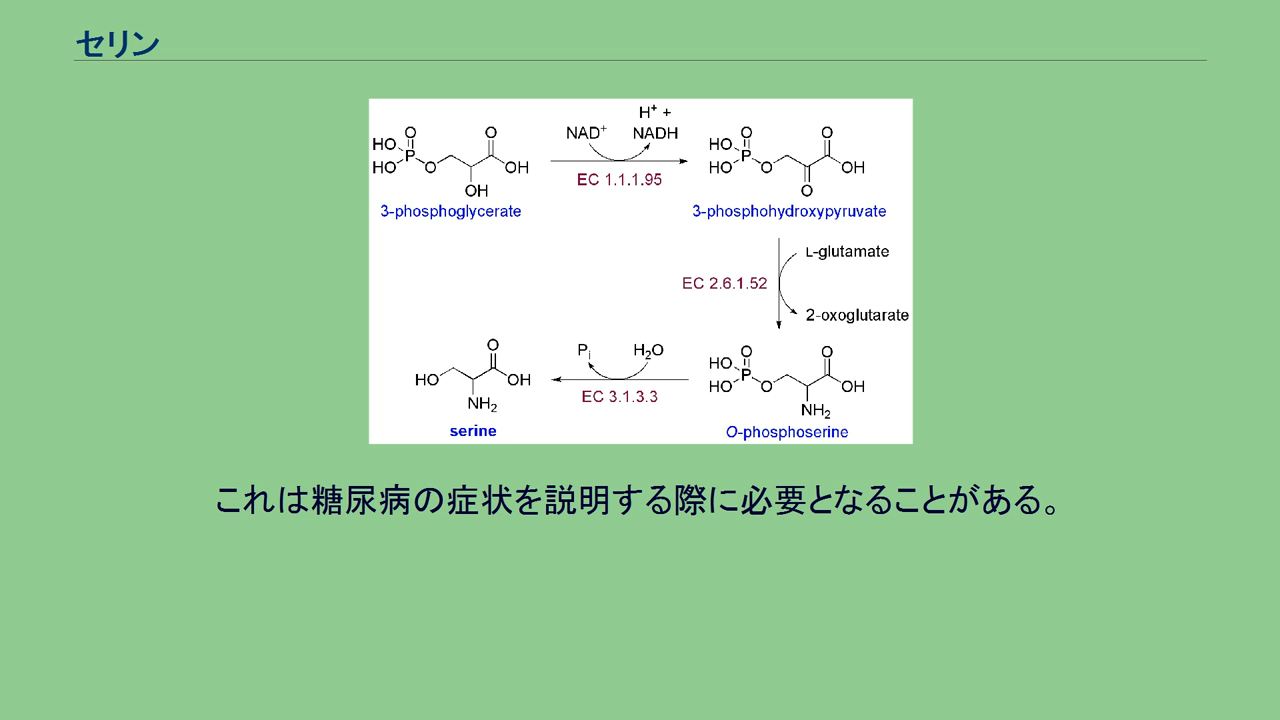 セリン
H⁺ +
NAD⁺ NADH
HO O O
HO P O OH
OH
EC 1.1.1.95
HO O O
HO P O OH
O
3-phosphoglycerate 3-phosphohydroxypyruvate
L-glutamate
EC 2.6.1.52
2-oxoglutarate
O
HO OH
NH₂
Pᵢ H₂O
EC 3.1.3.3
HO O O
HO P O OH
NH₂
serine O-phosphoserine
これは糖尿病の症状を説明する際に必要となることがある。